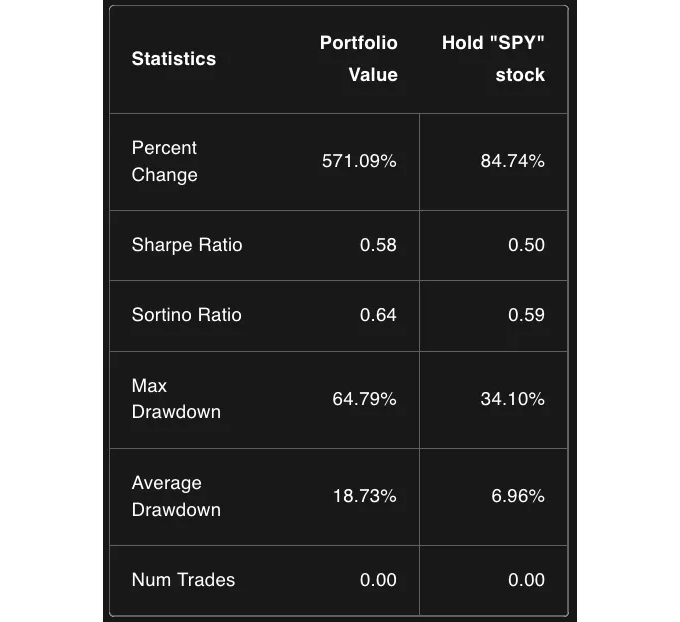 Statistics
Portfolio Value
Hold "SPY" stock
Percent Change
571.09%
84.74%
Sharpe Ratio
0.58
0.50
Sortino Ratio
0.64
0.59
Max Drawdown
64.79%
34.10%
Average Drawdown
18.73%
6.96%
Num Trades
0.00
0.00